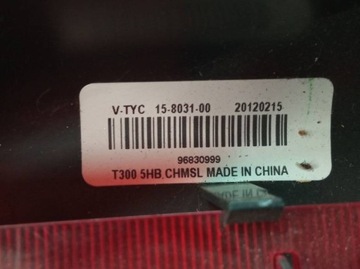 V-TYC 15-8031-00 20120215
96830999
T300 5HB CHMSL MADE IN CHINA